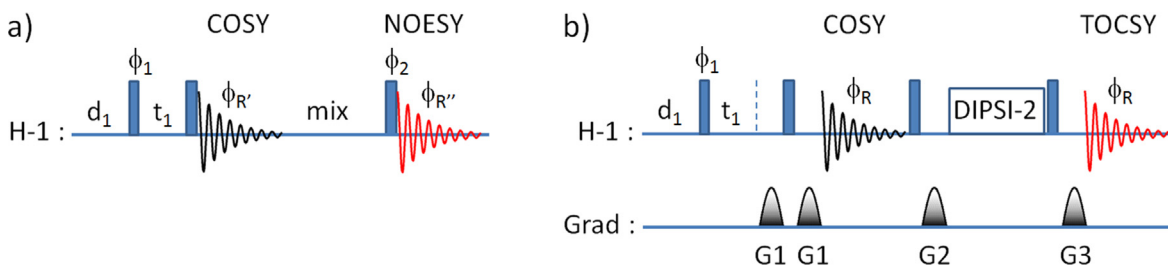 a)
COSY NOESY
ϕ1 ϕ2
d1 t1 ϕR' mix ϕR''
H-1 :
b)
COSY TOCSY
ϕ1
d1 t1 ϕR DIPSI-2 ϕR
H-1 :
Grad :
G1 G1 G2 G3